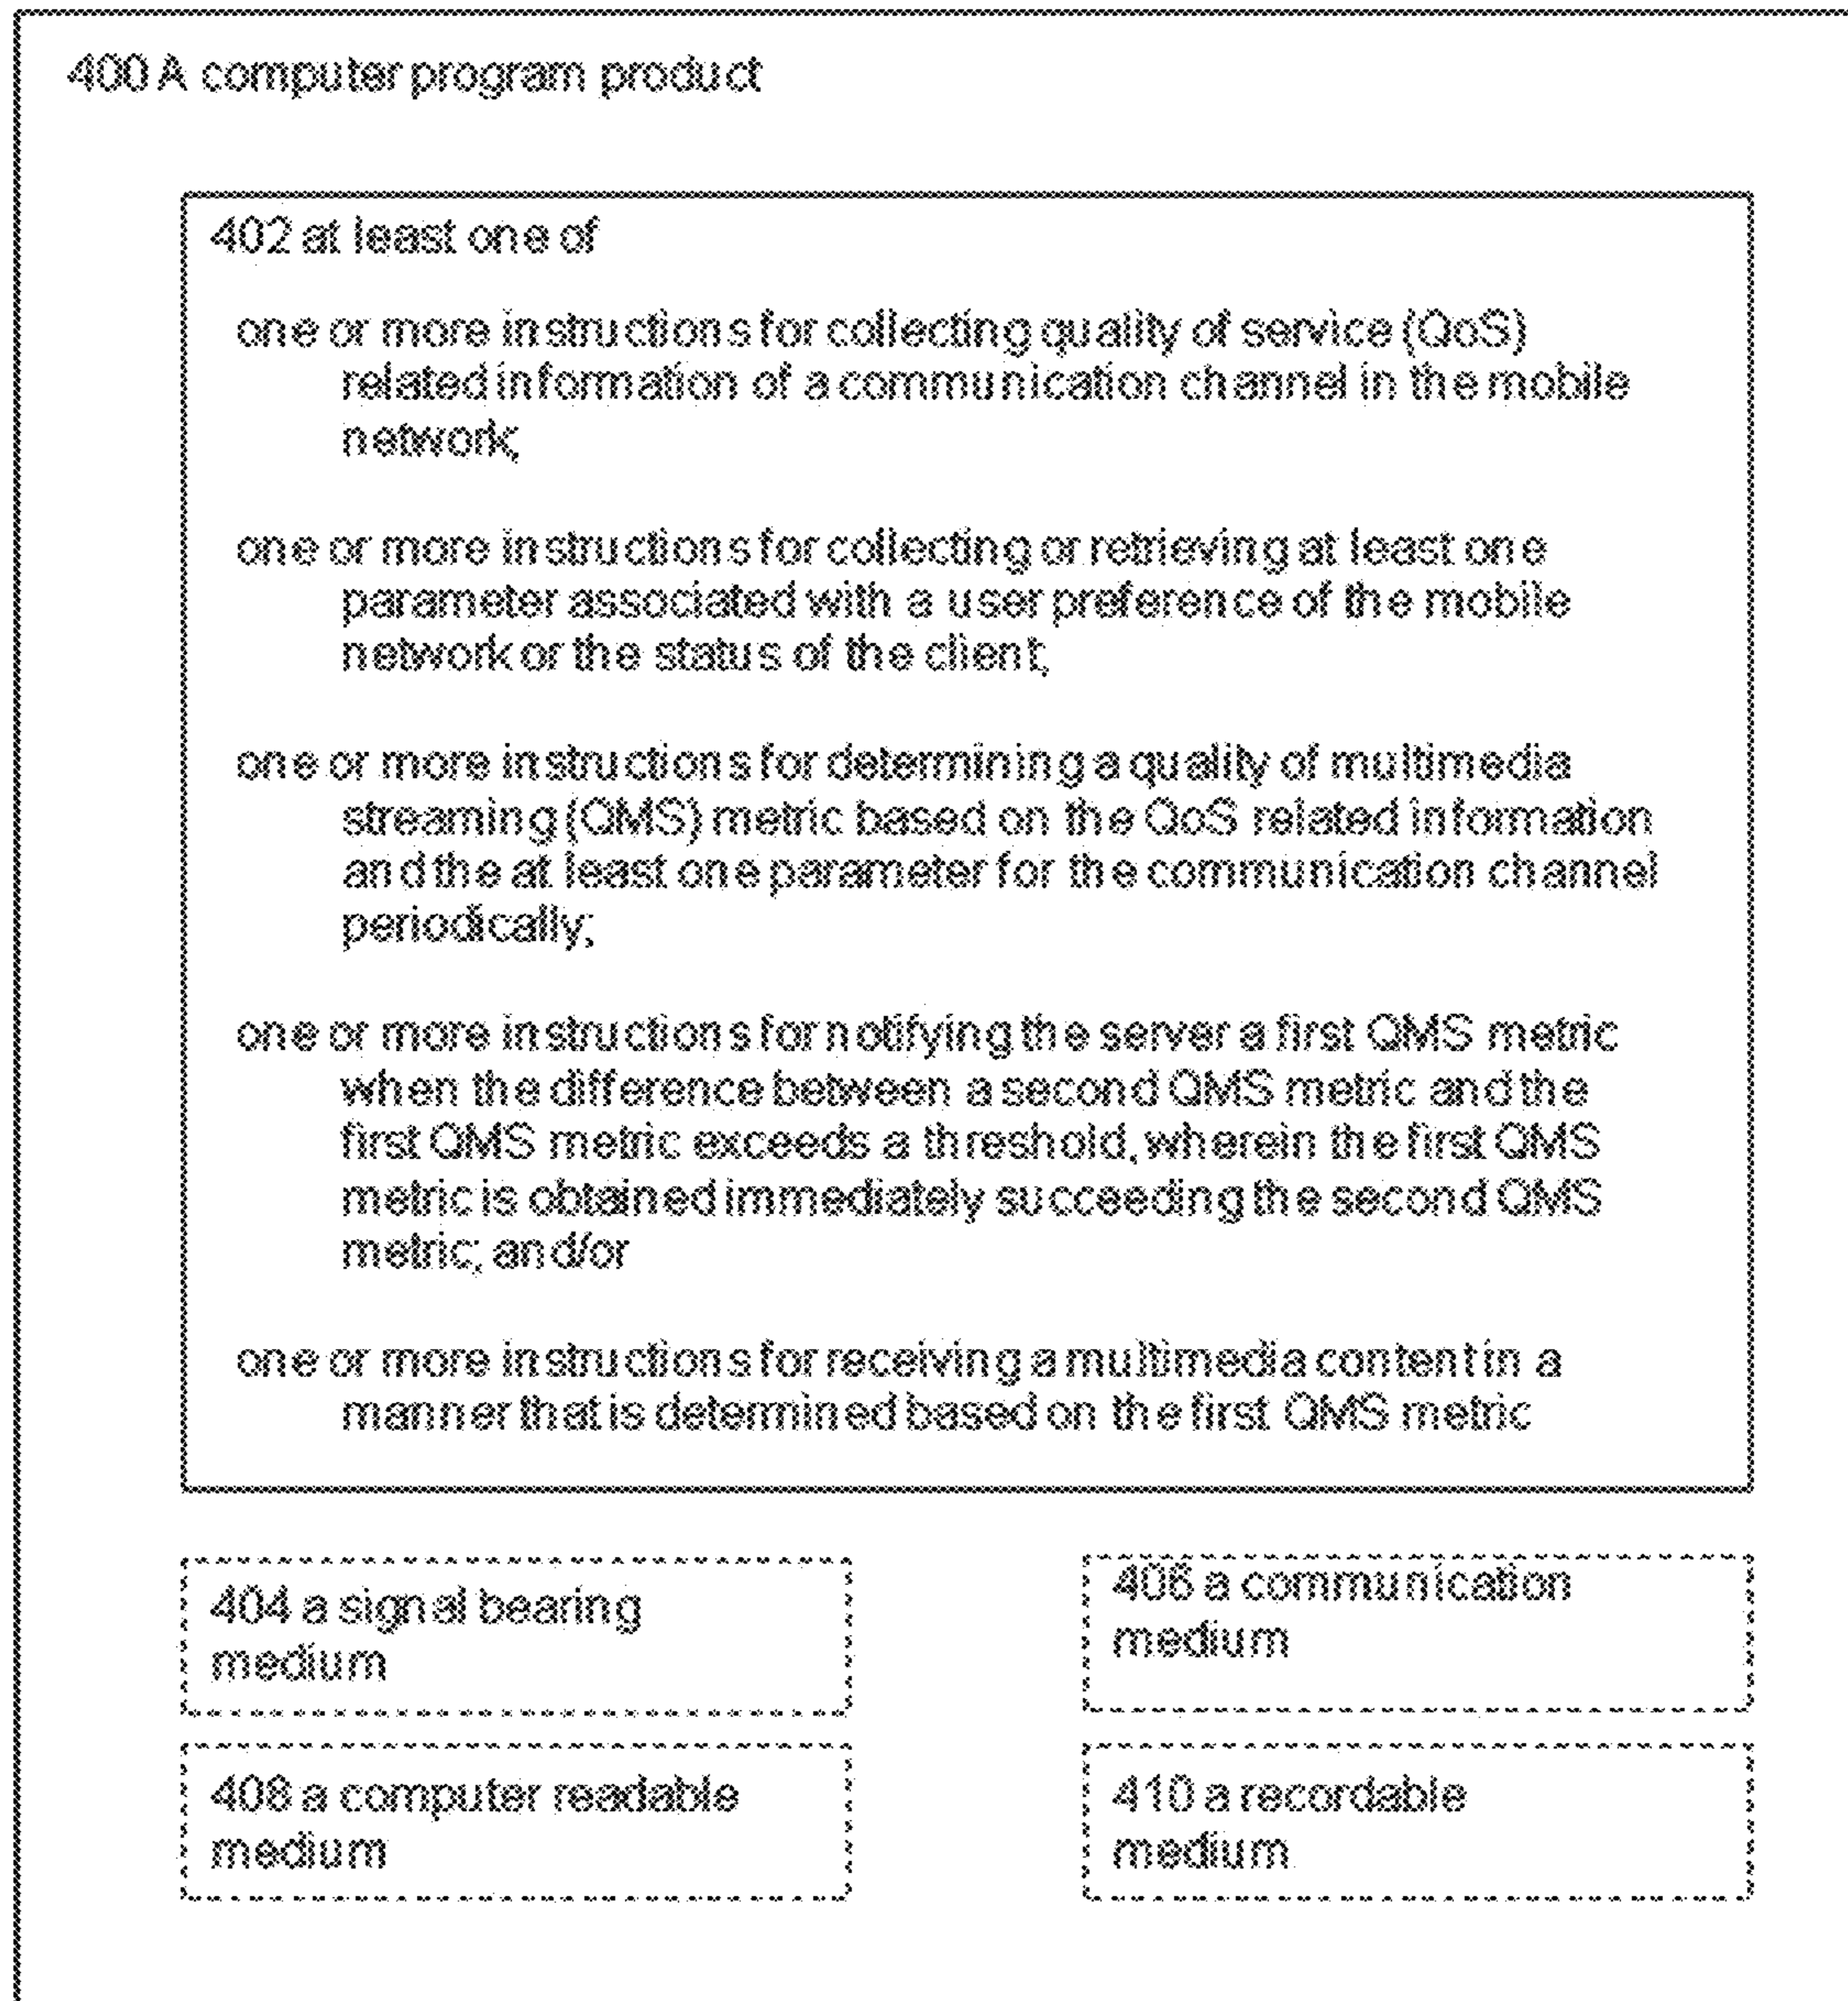 400 A computer program product
402 at least one of
one or more instructions for collecting quality of service (QoS)
related information of a communication channel in the mobile
network;
one or more instructions for collecting or retrieving at least one
parameter associated with a user preference of the mobile
network or the status of the client;
one or more instructions for determining a quality of multimedia
streaming (QMS) metric based on the QoS related information
and the at least one parameter for the communication channel
periodically;
one or more instructions for notifying the server a first QMS metric
when the difference between a second QMS metric and the
first QMS metric exceeds a threshold, wherein the first QMS
metric is obtained immediately succeeding the second QMS
metric; and/or
one or more instructions for receiving a multimedia content in a
manner that is determined based on the first QMS metric
404 a signal bearing
medium
406 a communication
medium
408 a computer readable
medium
410 a recordable
medium